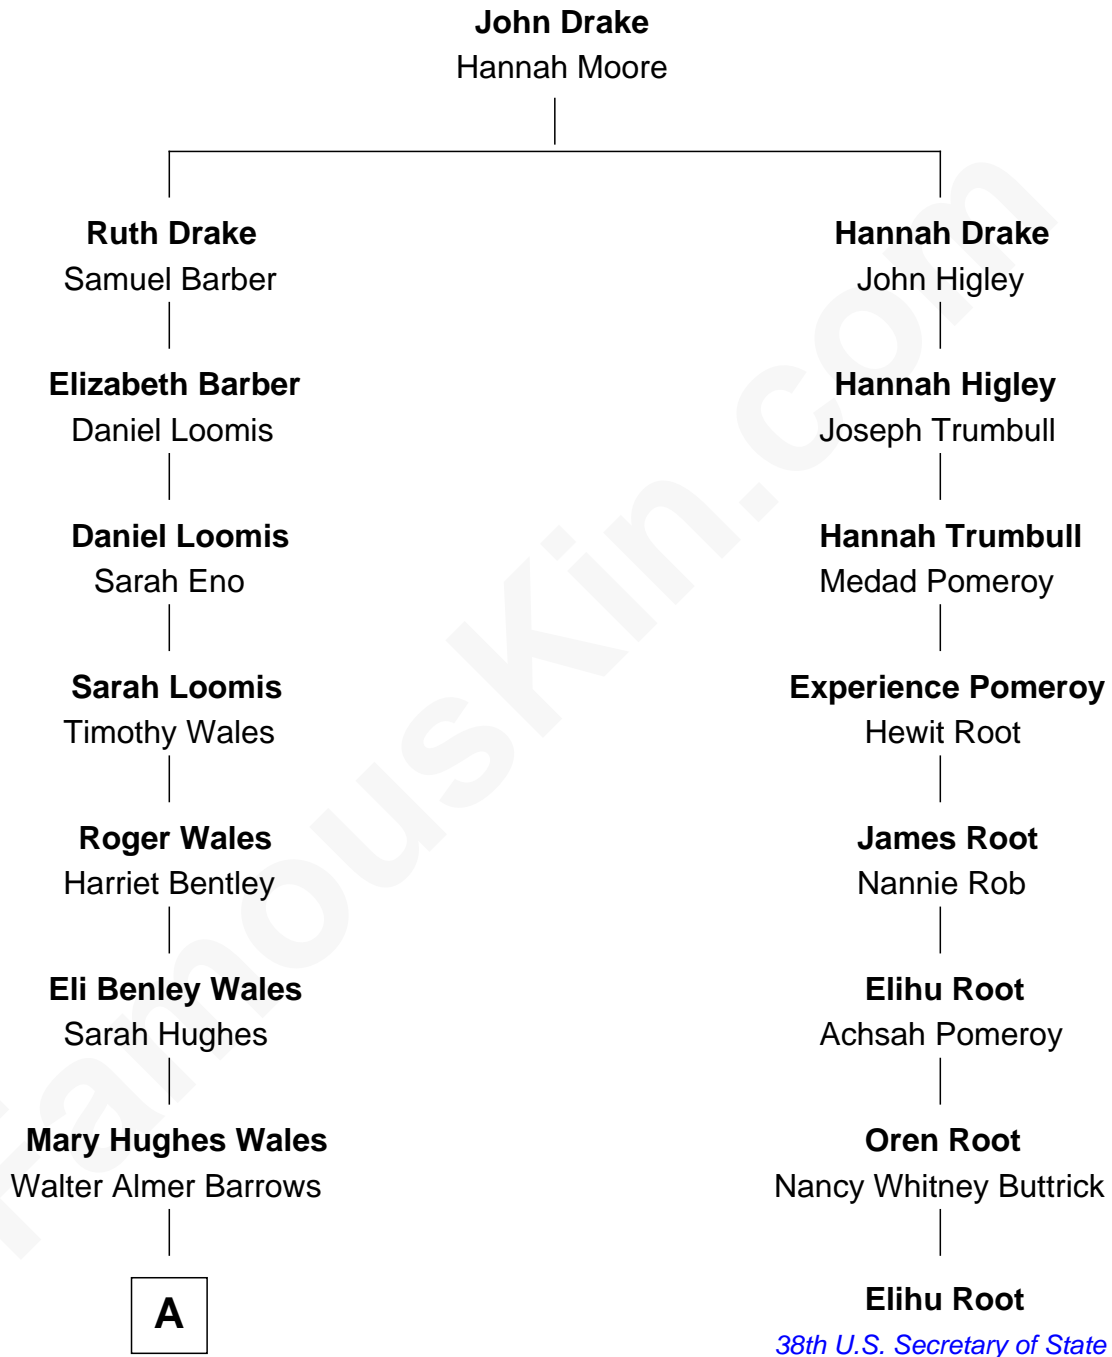 John Drake
Hannah Moore
Ruth Drake
Samuel Barber
Hannah Drake
John Higley
Elizabeth Barber
Daniel Loomis
Hannah Higley
Joseph Trumbull
Daniel Loomis
Sarah Eno
Hannah Trumbull
Medad Pomeroy
Sarah Loomis
Timothy Wales
Experience Pomeroy
Hewit Root
Roger Wales
Harriet Bentley
James Root
Nannie Rob
Eli Benley Wales
Sarah Hughes
Elihu Root
Achsah Pomeroy
Mary Hughes Wales
Walter Almer Barrows
Oren Root
Nancy Whitney Buttrick
A
Elihu Root
38th U.S. Secretary of State
FamousKin.com